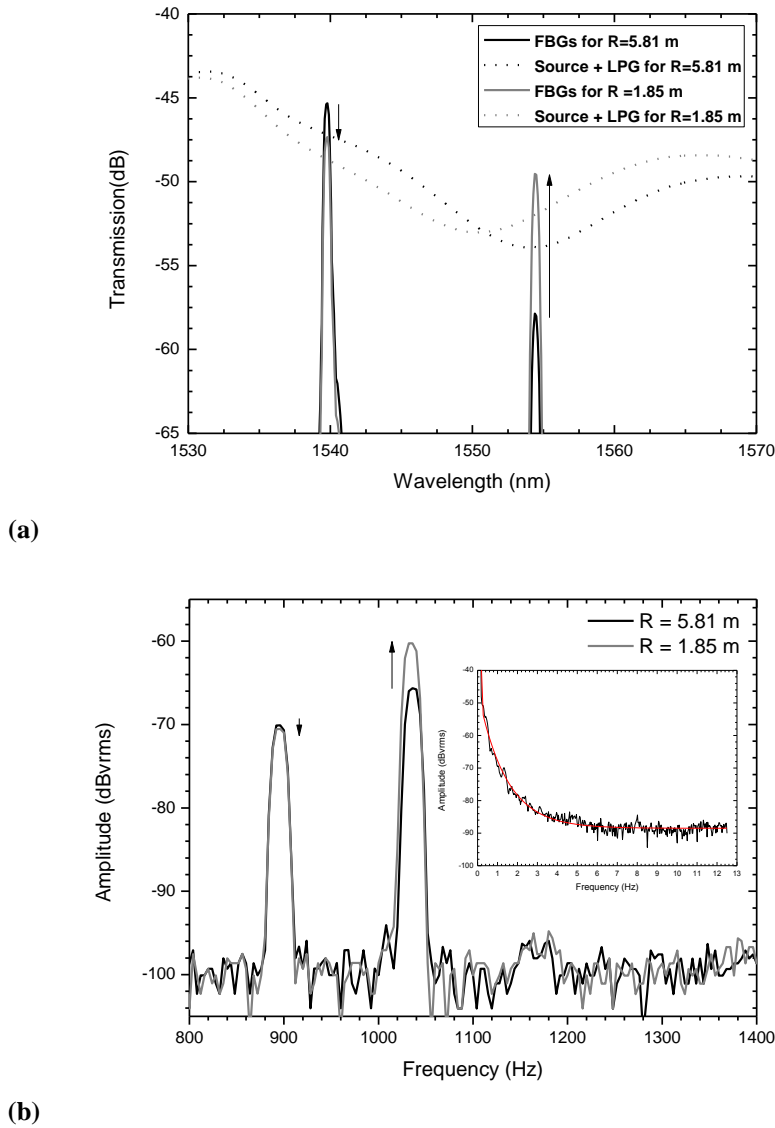 -40
-45
-50
-55
-60
-65
Transmission(dB)
1530 1540 1550 1560 1570
Wavelength (nm)
FBGs for R=5.81 m
Source + LPG for R=5.81 m
FBGs for R =1.85 m
Source + LPG for R=1.85 m
(a)
-60
-70
-80
-90
-100
Amplitude (dBvrms)
800 900 1000 1100 1200 1300 1400
Frequency (Hz)
R = 5.81 m
R = 1.85 m
-40
-50
-60
-70
-80
-90
-100
Amplitude (dBvrms)
0 1 2 3 4 5 6 7 8 9 10 11 12 13
Frequency (Hz)
(b)